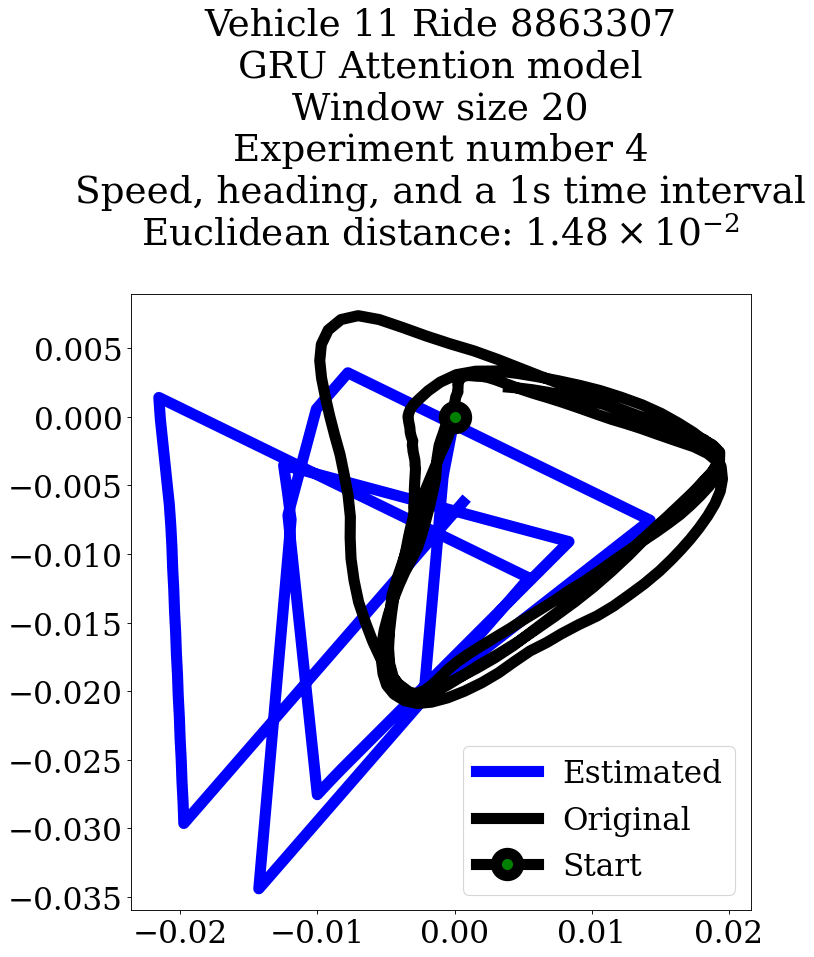 Vehicle 11 Ride 8863307
GRU Attention model
Window size 20
Experiment number 4
Speed, heading, and a 1s time interval
Euclidean distance: 1.48 × 10⁻²
0.005
0.000
−0.005
−0.010
−0.015
−0.020
−0.025
−0.030
−0.035
Estimated
Original
Start
−0.02 −0.01 0.00 0.01 0.02